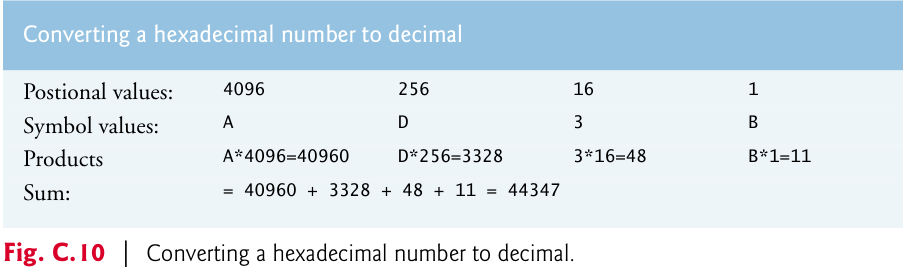 Converting a hexadecimal number to decimal
Postional values: 4096 256 16 1
Symbol values: A D 3 B
Products A*4096=40960 D*256=3328 3*16=48 B*1=11
Sum: = 40960 + 3328 + 48 + 11 = 44347
Fig. C.10 | Converting a hexadecimal number to decimal.